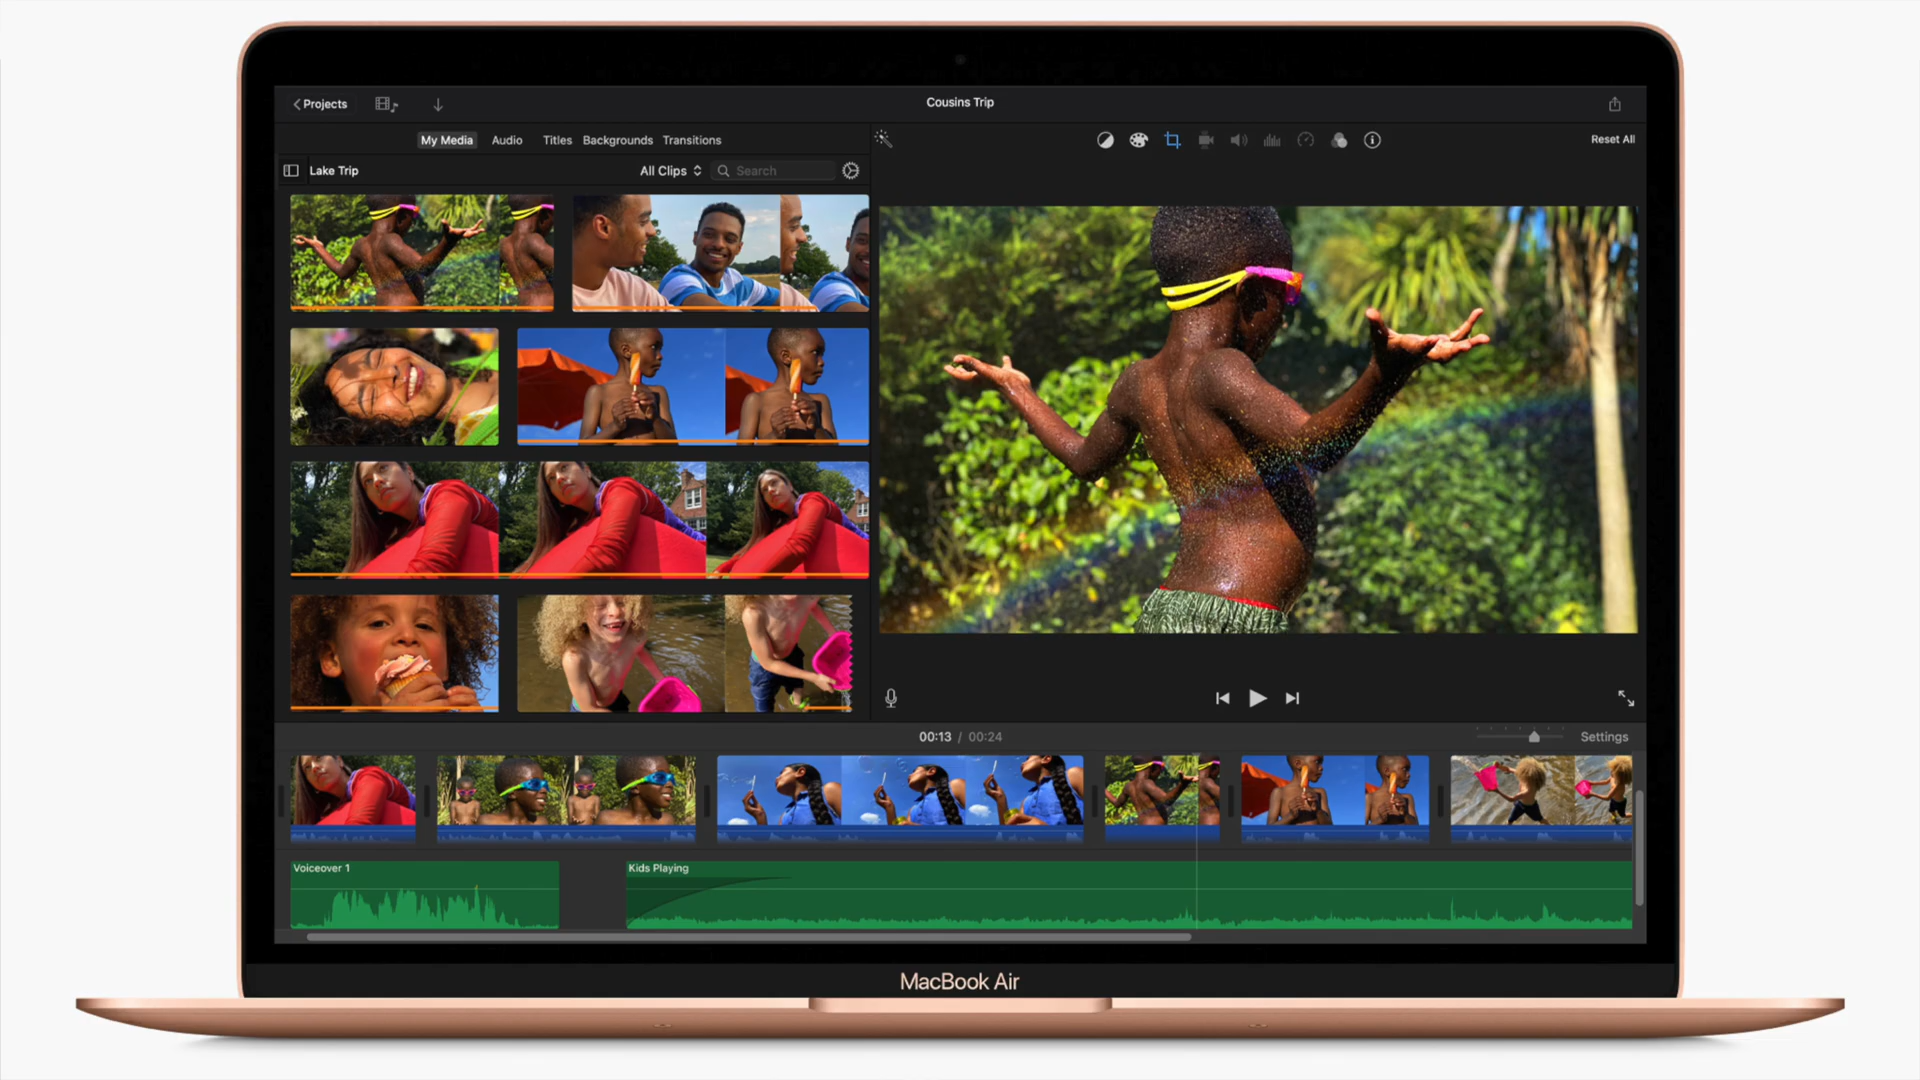 Projects
Cousins Trip
My Media Audio Titles Backgrounds Transitions
Reset All
Lake Trip
All Clips
Search
00:13 / 00:24
Settings
Voiceover 1
Kids Playing
MacBook Air